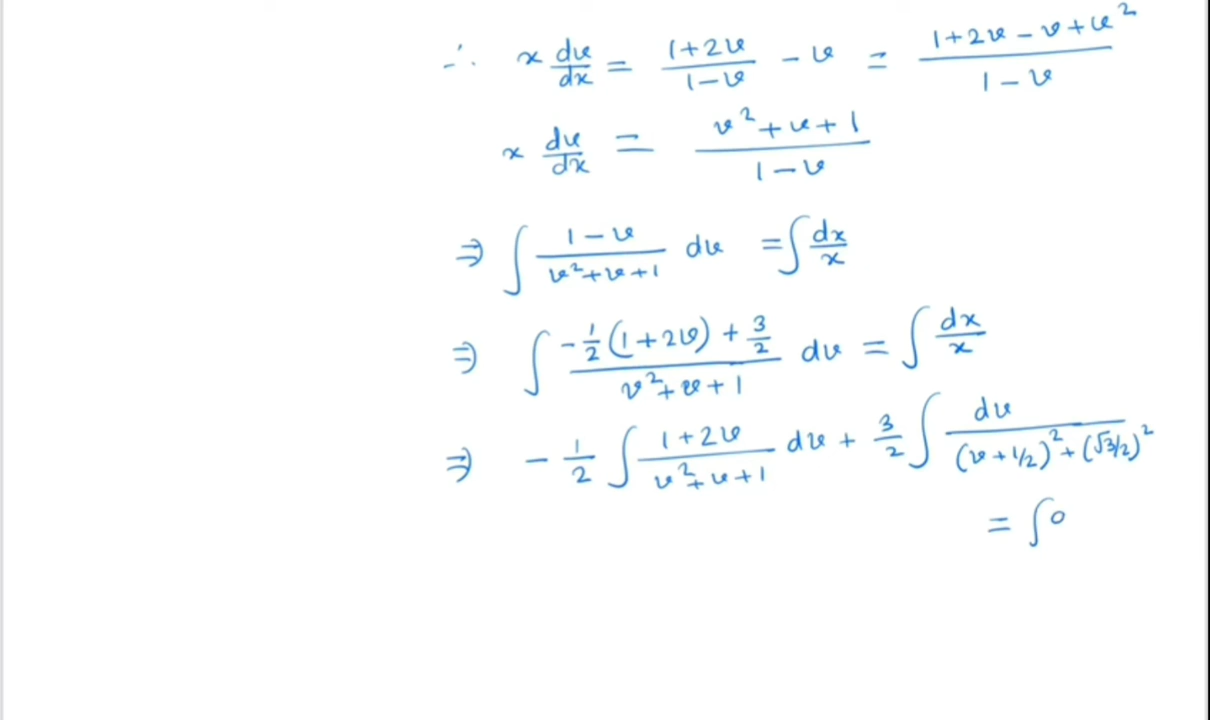 ∴ x dv/dx = (1+2v)/(1-v) - v = (1+2v-v+v²)/(1-v)
x dv/dx = (v²+v+1)/(1-v)
⇒ ∫ (1-v)/(v²+v+1) dv = ∫ dx/x
⇒ ∫ (-1/2(1+2v)+3/2)/(v²+v+1) dv = ∫ dx/x
⇒ -1/2 ∫ (1+2v)/(v²+v+1) dv + 3/2 ∫ dv/((v+1/2)²+(√3/2)²)
= ∫